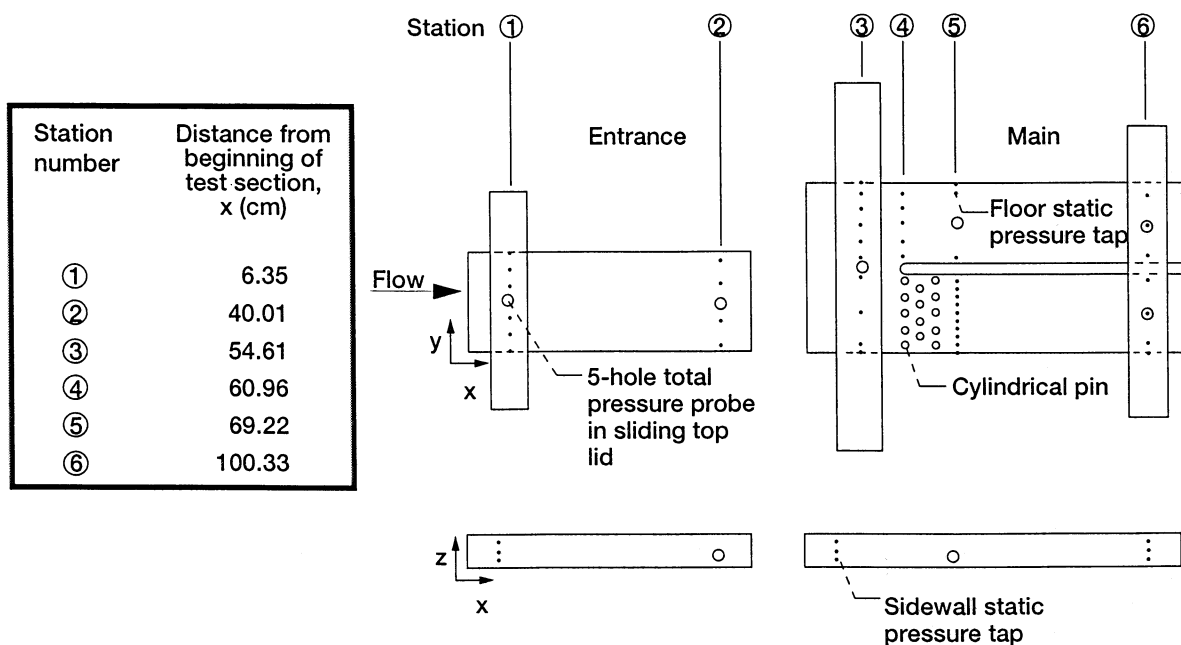 Station ① ② ③ ④ ⑤ ⑥
Station number
Distance from beginning of test section, x (cm)
① 6.35
② 40.01
③ 54.61
④ 60.96
⑤ 69.22
⑥ 100.33
Entrance
Main
Flow
y
x
5-hole total
pressure probe
in sliding top
lid
Floor static
pressure tap
Cylindrical pin
z
x
Sidewall static
pressure tap